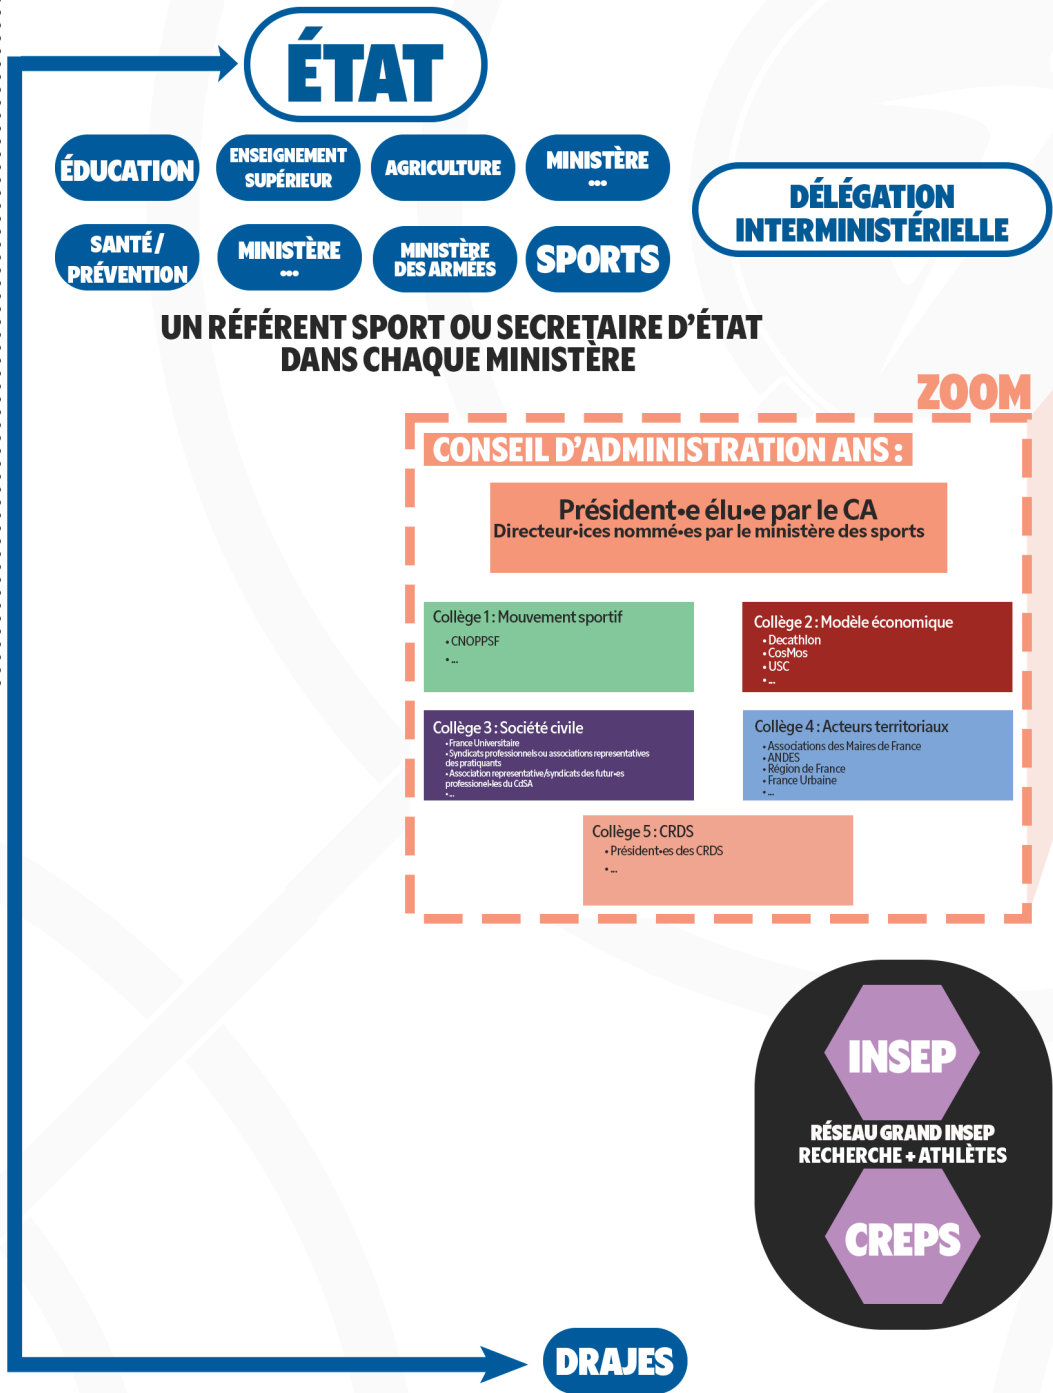 ÉTAT
ÉDUCATION
ENSEIGNEMENT
SUPÉRIEUR
AGRICULTURE
MINISTÈRE
...
SANTÉ/
PRÉVENTION
MINISTÈRE
...
MINISTÈRE
DES ARMÉES
SPORTS
DÉLÉGATION
INTERMINISTÉRIELLE
UN RÉFÉRENT SPORT OU SECRETAIRE D’ÉTAT
DANS CHAQUE MINISTÈRE
ZOOM
CONSEIL D’ADMINISTRATION ANS :
Président•e élu•e par le CA
Directeur•ices nommé•es par le ministère des sports
Collège 1 : Mouvement sportif
• CNOPPSF
• ...
Collège 2 : Modèle économique
• Decathlon
• CosMos
• USC
• ...
Collège 3 : Société civile
• France Universitaire
• Syndicats professionnels ou associations representatives
des pratiquants
• Association representative/syndicats des futur•es
professionel•les du CdSA
• ...
Collège 4 : Acteurs territoriaux
• Associations des Maires de France
• ANDES
• Région de France
• France Urbaine
• ...
Collège 5 : CRDS
• Président•es des CRDS
• ...
INSEP
RÉSEAU GRAND INSEP
RECHERCHE + ATHLÈTES
CREPS
DRAJES